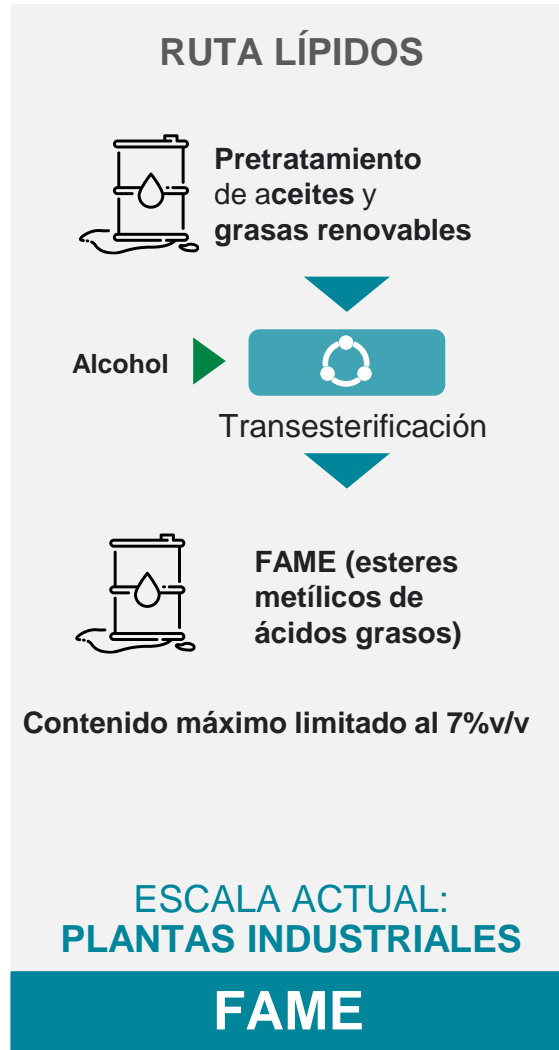 RUTA LÍPIDOS
Pretratamiento
de aceites y
grasas renovables
Alcohol
Transesterificación
FAME (esteres
metílicos de
ácidos grasos)
Contenido máximo limitado al 7%v/v
ESCALA ACTUAL:
PLANTAS INDUSTRIALES
FAME